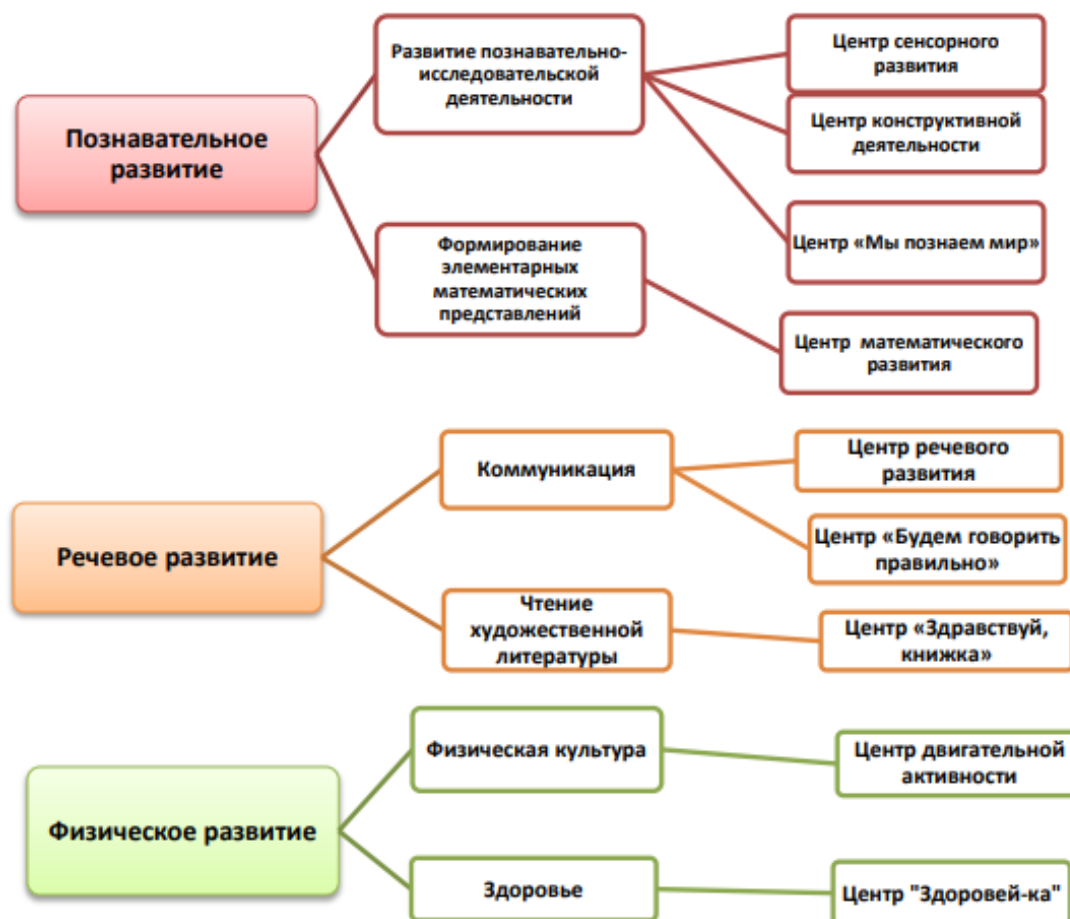 Познавательное
развитие
Развитие познавательно-
исследовательской
деятельности
Центр сенсорного
развития
Центр конструктивной
деятельности
Центр «Мы познаем мир»
Формирование
элементарных
математических
представлений
Центр математического
развития
Речевое развитие
Коммуникация
Центр речевого
развития
Центр «Будем говорить
правильно»
Чтение
художественной
литературы
Центр «Здравствуй,
книжка»
Физическое развитие
Физическая культура
Центр двигательной
активности
Здоровье
Центр "Здоровей-ка"